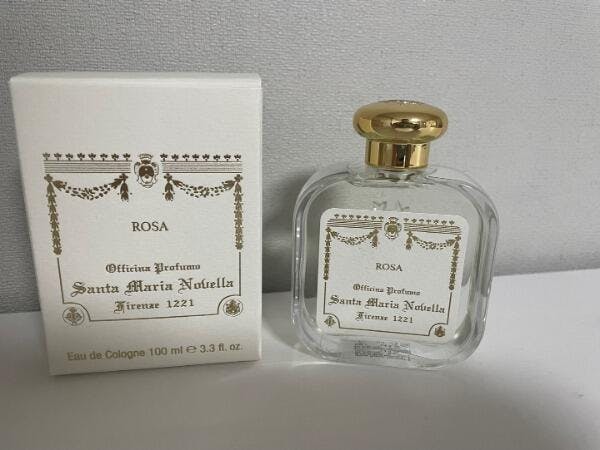 ROSA
Officina Profumo
Santa Maria Novella
Firenze 1221
Eau de Cologne 100 ml ℮ 3.3 fl. oz.
ROSA
Officina Profumo
Santa Maria Novella
Firenze 1221